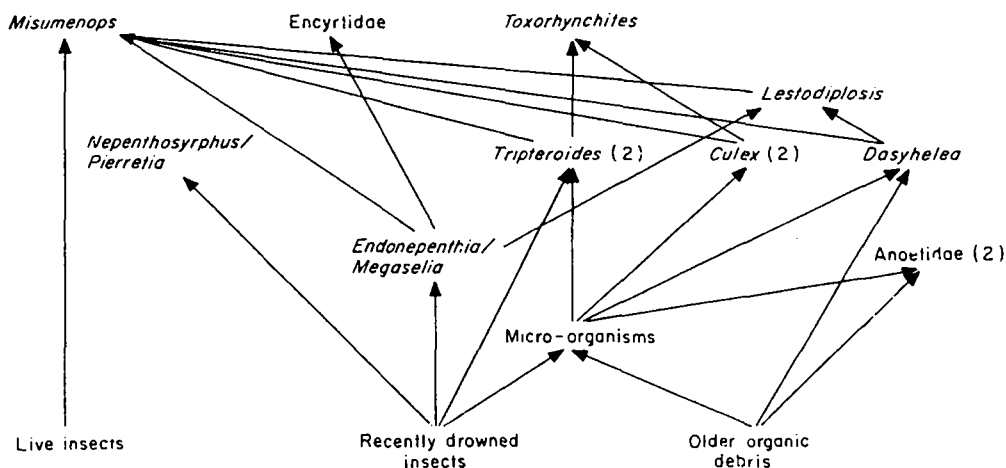 Misumenops
Encyrtidae
Toxorhynchites
Lestodiplosis
Nepenthosyrphus/
Pierretia
Tripteroides (2)
Culex (2)
Dasyhelea
Endonepenthia/
Megaselia
Anoetidae (2)
Micro-organisms
Live insects
Recently drowned
insects
Older organic
debris